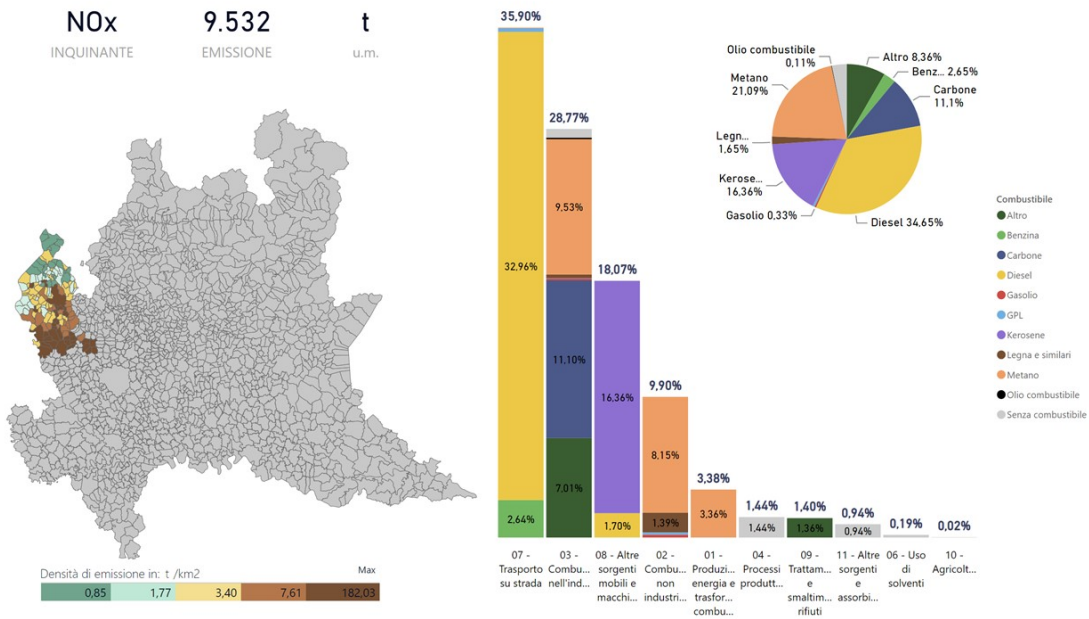 NOx
9.532
t
INQUINANTE
EMISSIONE
u.m.
Densità di emissione in: t /km2
Max
0,85
1,77
3,40
7,61
182,03
35,90%
32,96%
2,64%
07 -
Trasporto
su strada
28,77%
9,53%
11,10%
7,01%
03 -
Combu...
nell'ind...
18,07%
16,36%
1,70%
08 - Altre
sorgenti
mobili e
macchi...
9,90%
8,15%
1.39%
02 -
Combu...
non
industri...
3,38%
3,36%
01 -
Produzi...
energia e
trasfor...
combu...
1,44%
1,44%
04 -
Processi
produtt...
1,40%
1,36%
09 -
Trattam...
e
smaltim...
rifiuti
0,94%
0,94%
11 - Altre
sorgenti
e
assorbi...
0,19%
06 - Uso
di
solventi
0,02%
10 -
Agricolt...
Olio combustibile
0,11%
Altro 8,36%
Benz... 2,65%
Carbone
11,1%
Metano
21,09%
Legn...
1,65%
Kerose...
16,36%
Gasolio 0,33%
Diesel 34,65%
Combustibile
Altro
Benzina
Carbone
Diesel
Gasolio
GPL
Kerosene
Legna e similari
Metano
Olio combustibile
Senza combustibile